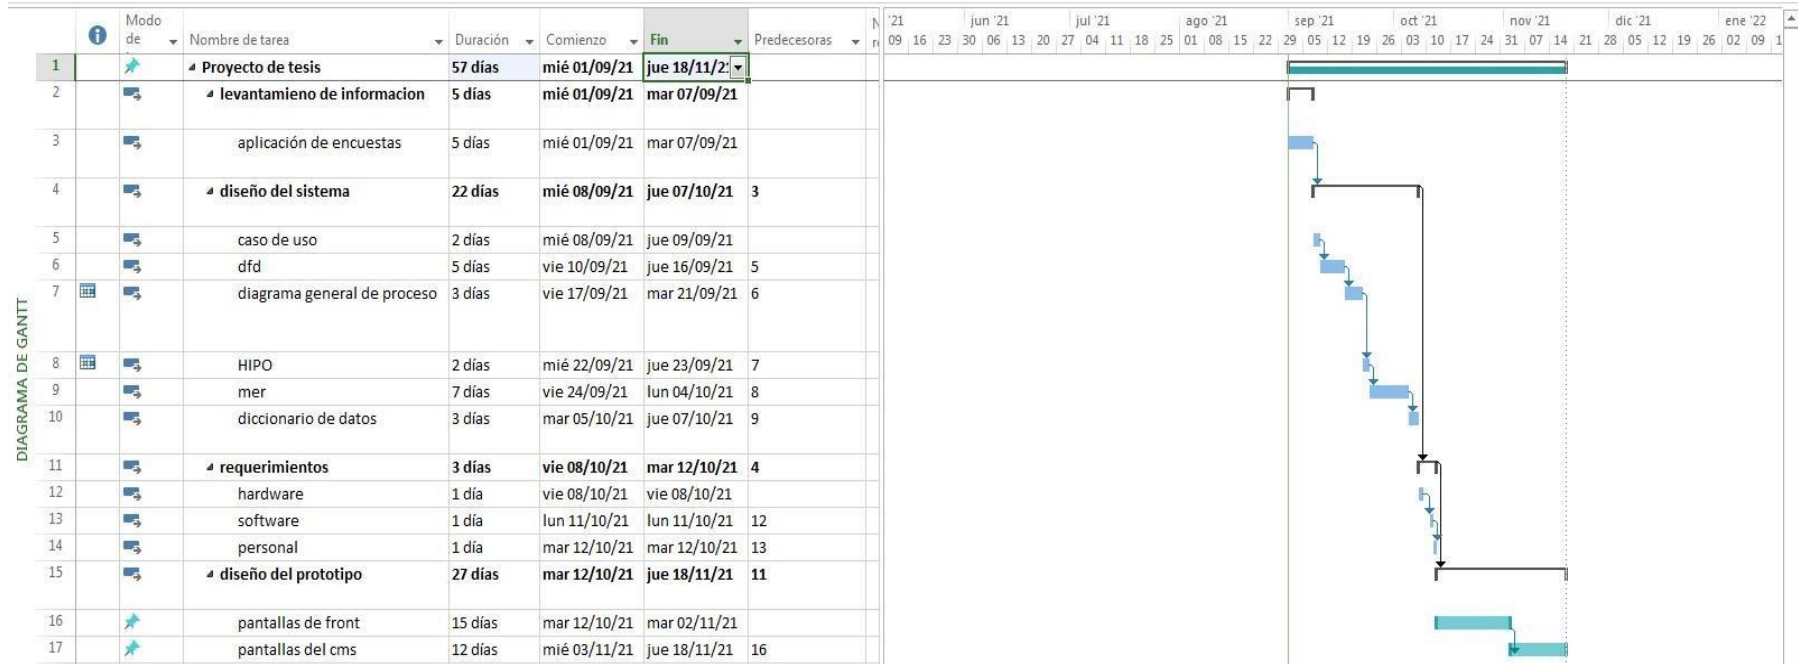 '21 jun '21 jul '21 ago '21 sep '21 oct '21 nov '21 dic '21 ene '22
Modo de Nombre de tarea Duración Comienzo Fin Predecesoras
09 16 23 30 06 13 20 27 04 11 18 25 01 08 15 22 29 05 12 19 26 03 10 17 24 31 07 14 21 28 05 12 19 26 02 09
1 Proyecto de tesis 57 días mié 01/09/21 jue 18/11/21
2 levantamieno de informacion 5 días mié 01/09/21 mar 07/09/21
3 aplicación de encuestas 5 días mié 01/09/21 mar 07/09/21
4 diseño del sistema 22 días mié 08/09/21 jue 07/10/21 3
5 caso de uso 2 días mié 08/09/21 jue 09/09/21
6 dfd 5 días vie 10/09/21 jue 16/09/21 5
7 diagrama general de proceso 3 días vie 17/09/21 mar 21/09/21 6
8 HIPO 2 días mié 22/09/21 jue 23/09/21 7
9 mer 7 días vie 24/09/21 lun 04/10/21 8
10 diccionario de datos 3 días mar 05/10/21 jue 07/10/21 9
11 requerimientos 3 días vie 08/10/21 mar 12/10/21 4
12 hardware 1 día vie 08/10/21 vie 08/10/21
13 software 1 día lun 11/10/21 lun 11/10/21 12
14 personal 1 día mar 12/10/21 mar 12/10/21 13
15 diseño del prototipo 27 días mar 12/10/21 jue 18/11/21 11
16 pantallas de front 15 días mar 12/10/21 mar 02/11/21
17 pantallas del cms 12 días mié 03/11/21 jue 18/11/21 16
DIAGRAMA DE GANTT